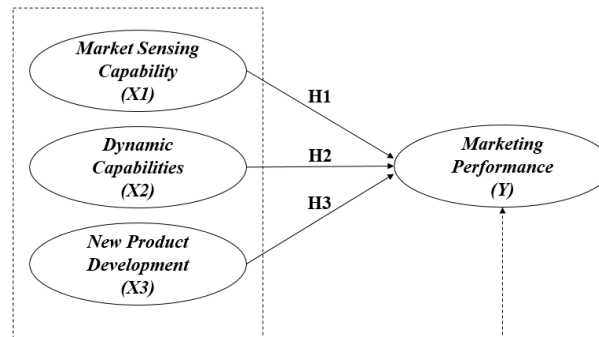 Market Sensing
Capability
(X1)
H1
Dynamic
Capabilities
(X2)
H2
Marketing
Performance
(Y)
H3
New Product
Development
(X3)